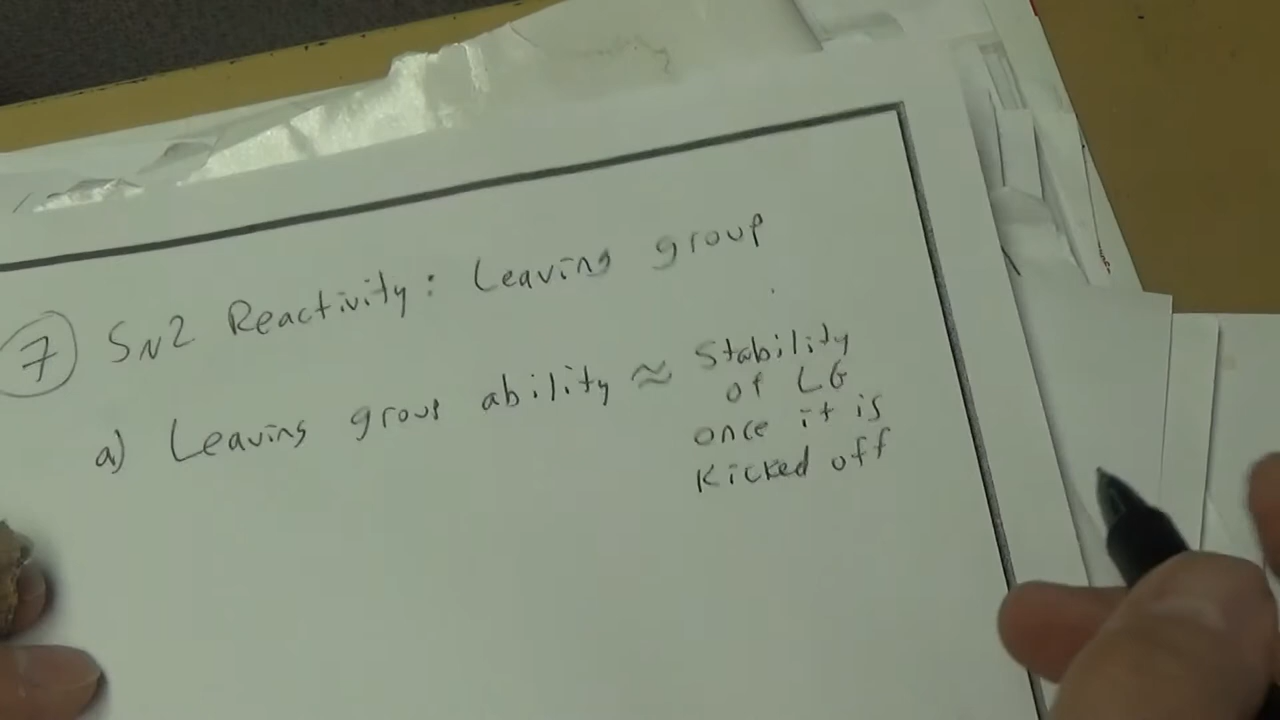 7 SN2 Reactivity: Leaving group
a) Leaving group ability ≈ Stability
of LG
once it is
kicked off